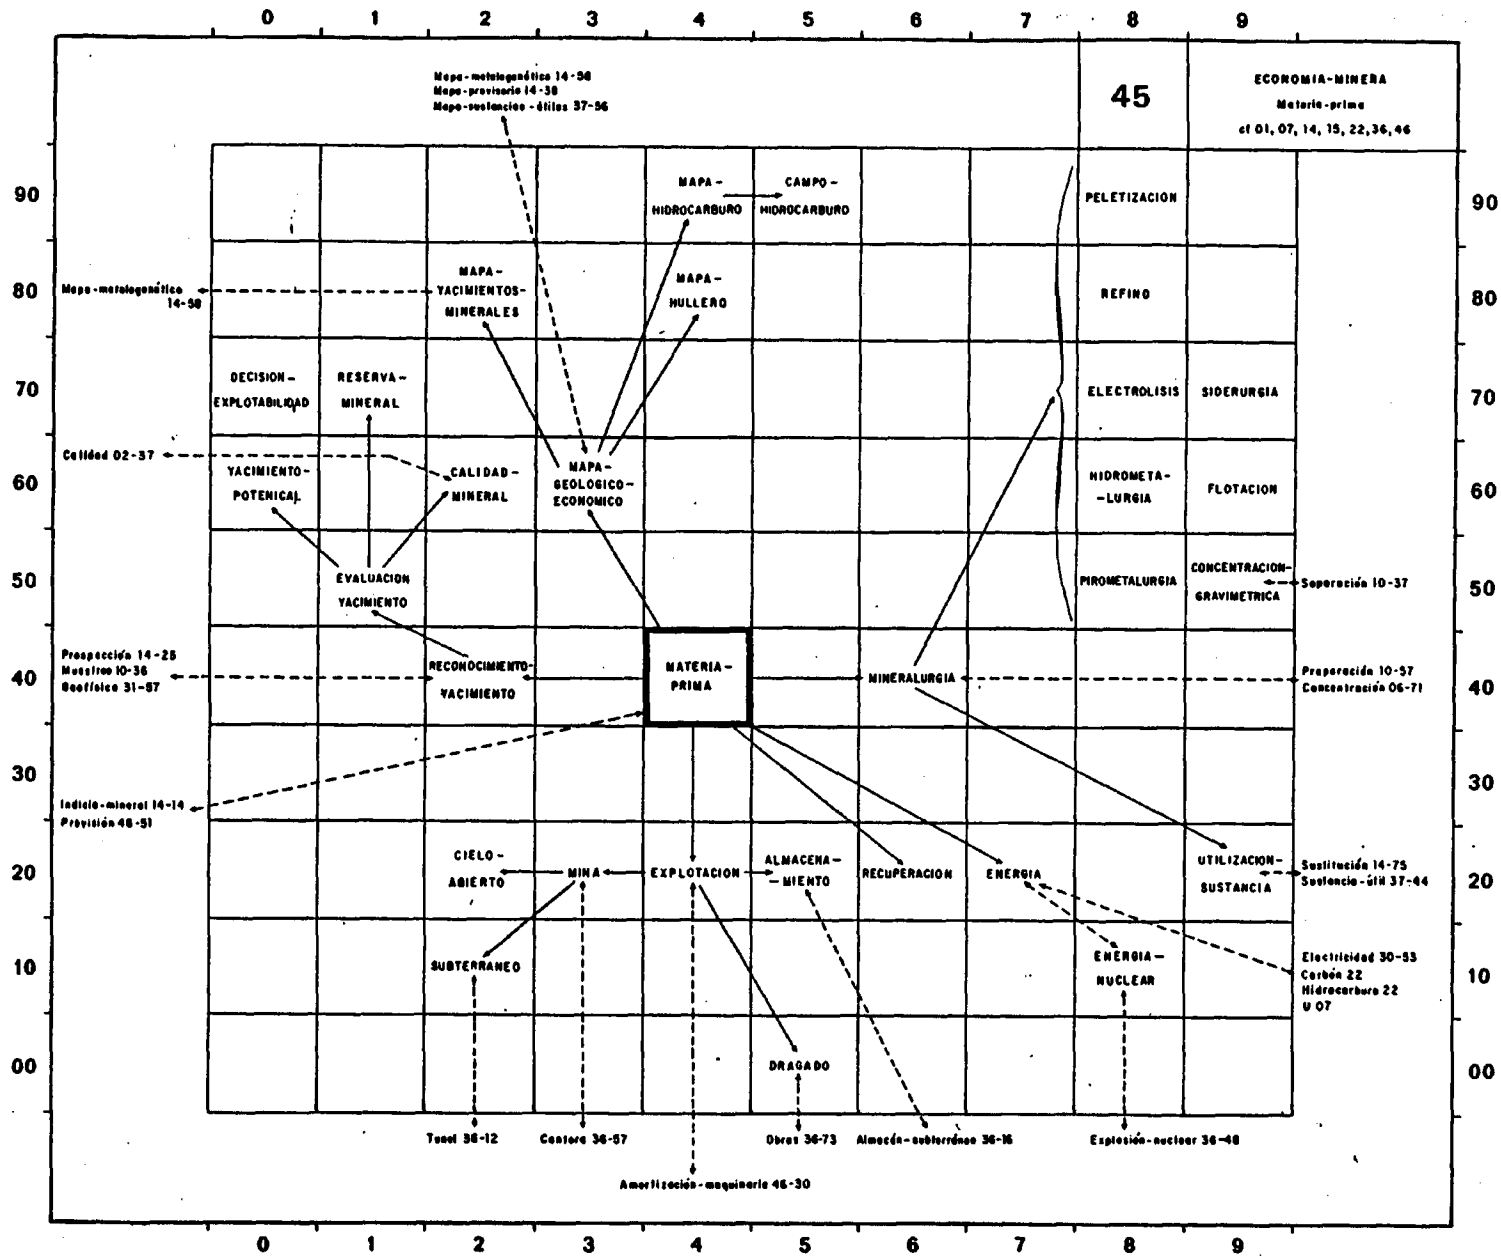 0 1 2 3 4 5 6 7 8 9
Mapa-metalogenético 14-58
Mapa-previsorio 14-38
Mapa-sustancias-útiles 37-56
45
ECONOMIA-MINERA
Materia-prima
cf 01, 07, 14, 15, 22, 36, 46
90
MAPA-
HIDROCARBURO
CAMPO-
HIDROCARBURO
PELETIZACION
90
80
Mapa-metalogenético
14-58
MAPA-
YACIMIENTOS-
MINERALES
MAPA-
HULLERO
REFINO
80
70
DECISION-
EXPLOTABILIDAD
RESERVA-
MINERAL
ELECTROLISIS
SIDERURGIA
70
Calidad 02-37
60
YACIMIENTO-
POTENICAL
CALIDAD-
MINERAL
MAPA-
GEOLOGICO-
ECONOMICO
HIDROMETA-
-LURGIA
FLOTACION
60
50
EVALUACION
YACIMIENTO
PIROMETALURGIA
CONCENTRACION-
GRAVIMETRICA
Separación 10-37
50
Prospección 14-25
Muestreo 10-36
Geofísica 31-57
40
RECONOCIMIENTO-
YACIMIENTO
MATERIA-
PRIMA
MINERALURGIA
Preparación 10-57
Concentración 06-71
40
30
Indicio-mineral 14-14
Previsión 46-51
30
20
CIELO-
ABIERTO
MINA
EXPLOTACION
ALMACENA-
-MIENTO
RECUPERACION
ENERGIA
UTILIZACION-
SUSTANCIA
Sustitución 14-75
Sustancia-útil 37-44
20
10
SUBTERRANEO
ENERGIA-
NUCLEAR
Electricidad 30-53
Carbón 22
Hidrocarburo 22
U 07
10
00
DRAGADO
00
Tunel 36-12
Cantera 36-57
Obras 36-73
Almacén-subterráneo 36-16
Explosión-nuclear 36-48
Amortización-maquinaria 46-30
0 1 2 3 4 5 6 7 8 9